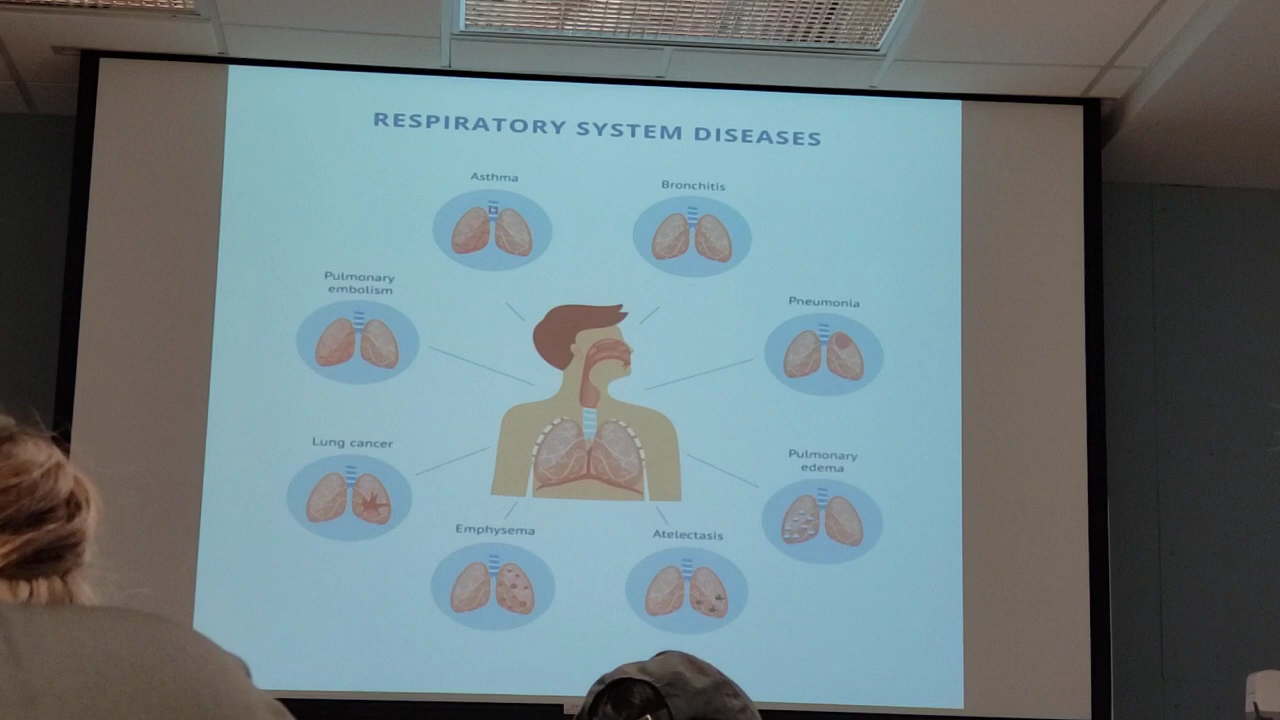 RESPIRATORY SYSTEM DISEASES
Asthma
Bronchitis
Pulmonary
embolism
Pneumonia
Lung cancer
Pulmonary
edema
Emphysema
Atelectasis